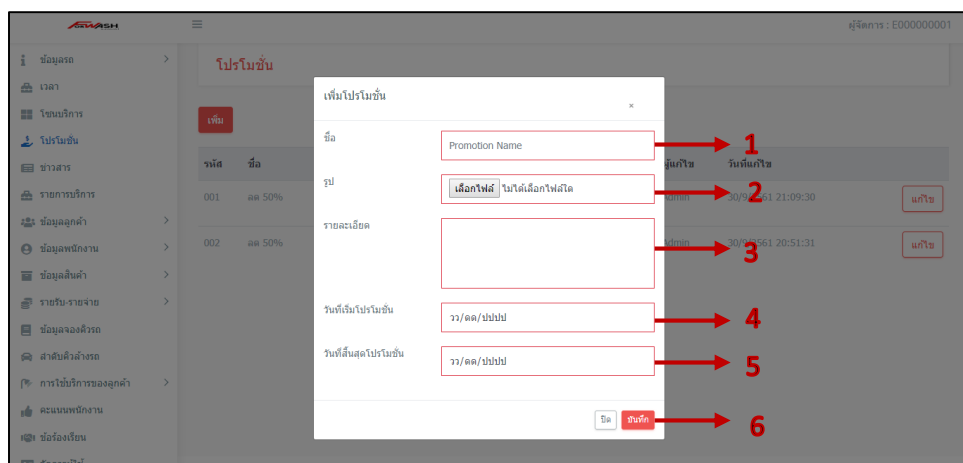 FOXWASH
ผู้จัดการ : E000000001
ข้อมูลรถ
เวลา
โซนบริการ
โปรโมชั่น
ข่าวสาร
รายการบริการ
ข้อมูลลูกค้า
ข้อมูลพนักงาน
ข้อมูลสินค้า
รายรับ-รายจ่าย
ข้อมูลจองคิวรถ
ลำดับคิวล้างรถ
การใช้บริการของลูกค้า
คะแนนพนักงาน
ข้อร้องเรียน
โปรโมชั่น
เพิ่ม
รหัส ชื่อ ผู้แก้ไข วันที่แก้ไข
001 ลด 50% Admin 30/9/2561 21:09:30 แก้ไข
002 ลด 50% Admin 30/9/2561 20:51:31 แก้ไข
เพิ่มโปรโมชั่น ×
ชื่อ Promotion Name 1
รูป เลือกไฟล์ ไม่ได้เลือกไฟล์ใด 2
รายละเอียด 3
วันที่เริ่มโปรโมชั่น วว/ดด/ปปปป 4
วันที่สิ้นสุดโปรโมชั่น วว/ดด/ปปปป 5
ปิด บันทึก 6